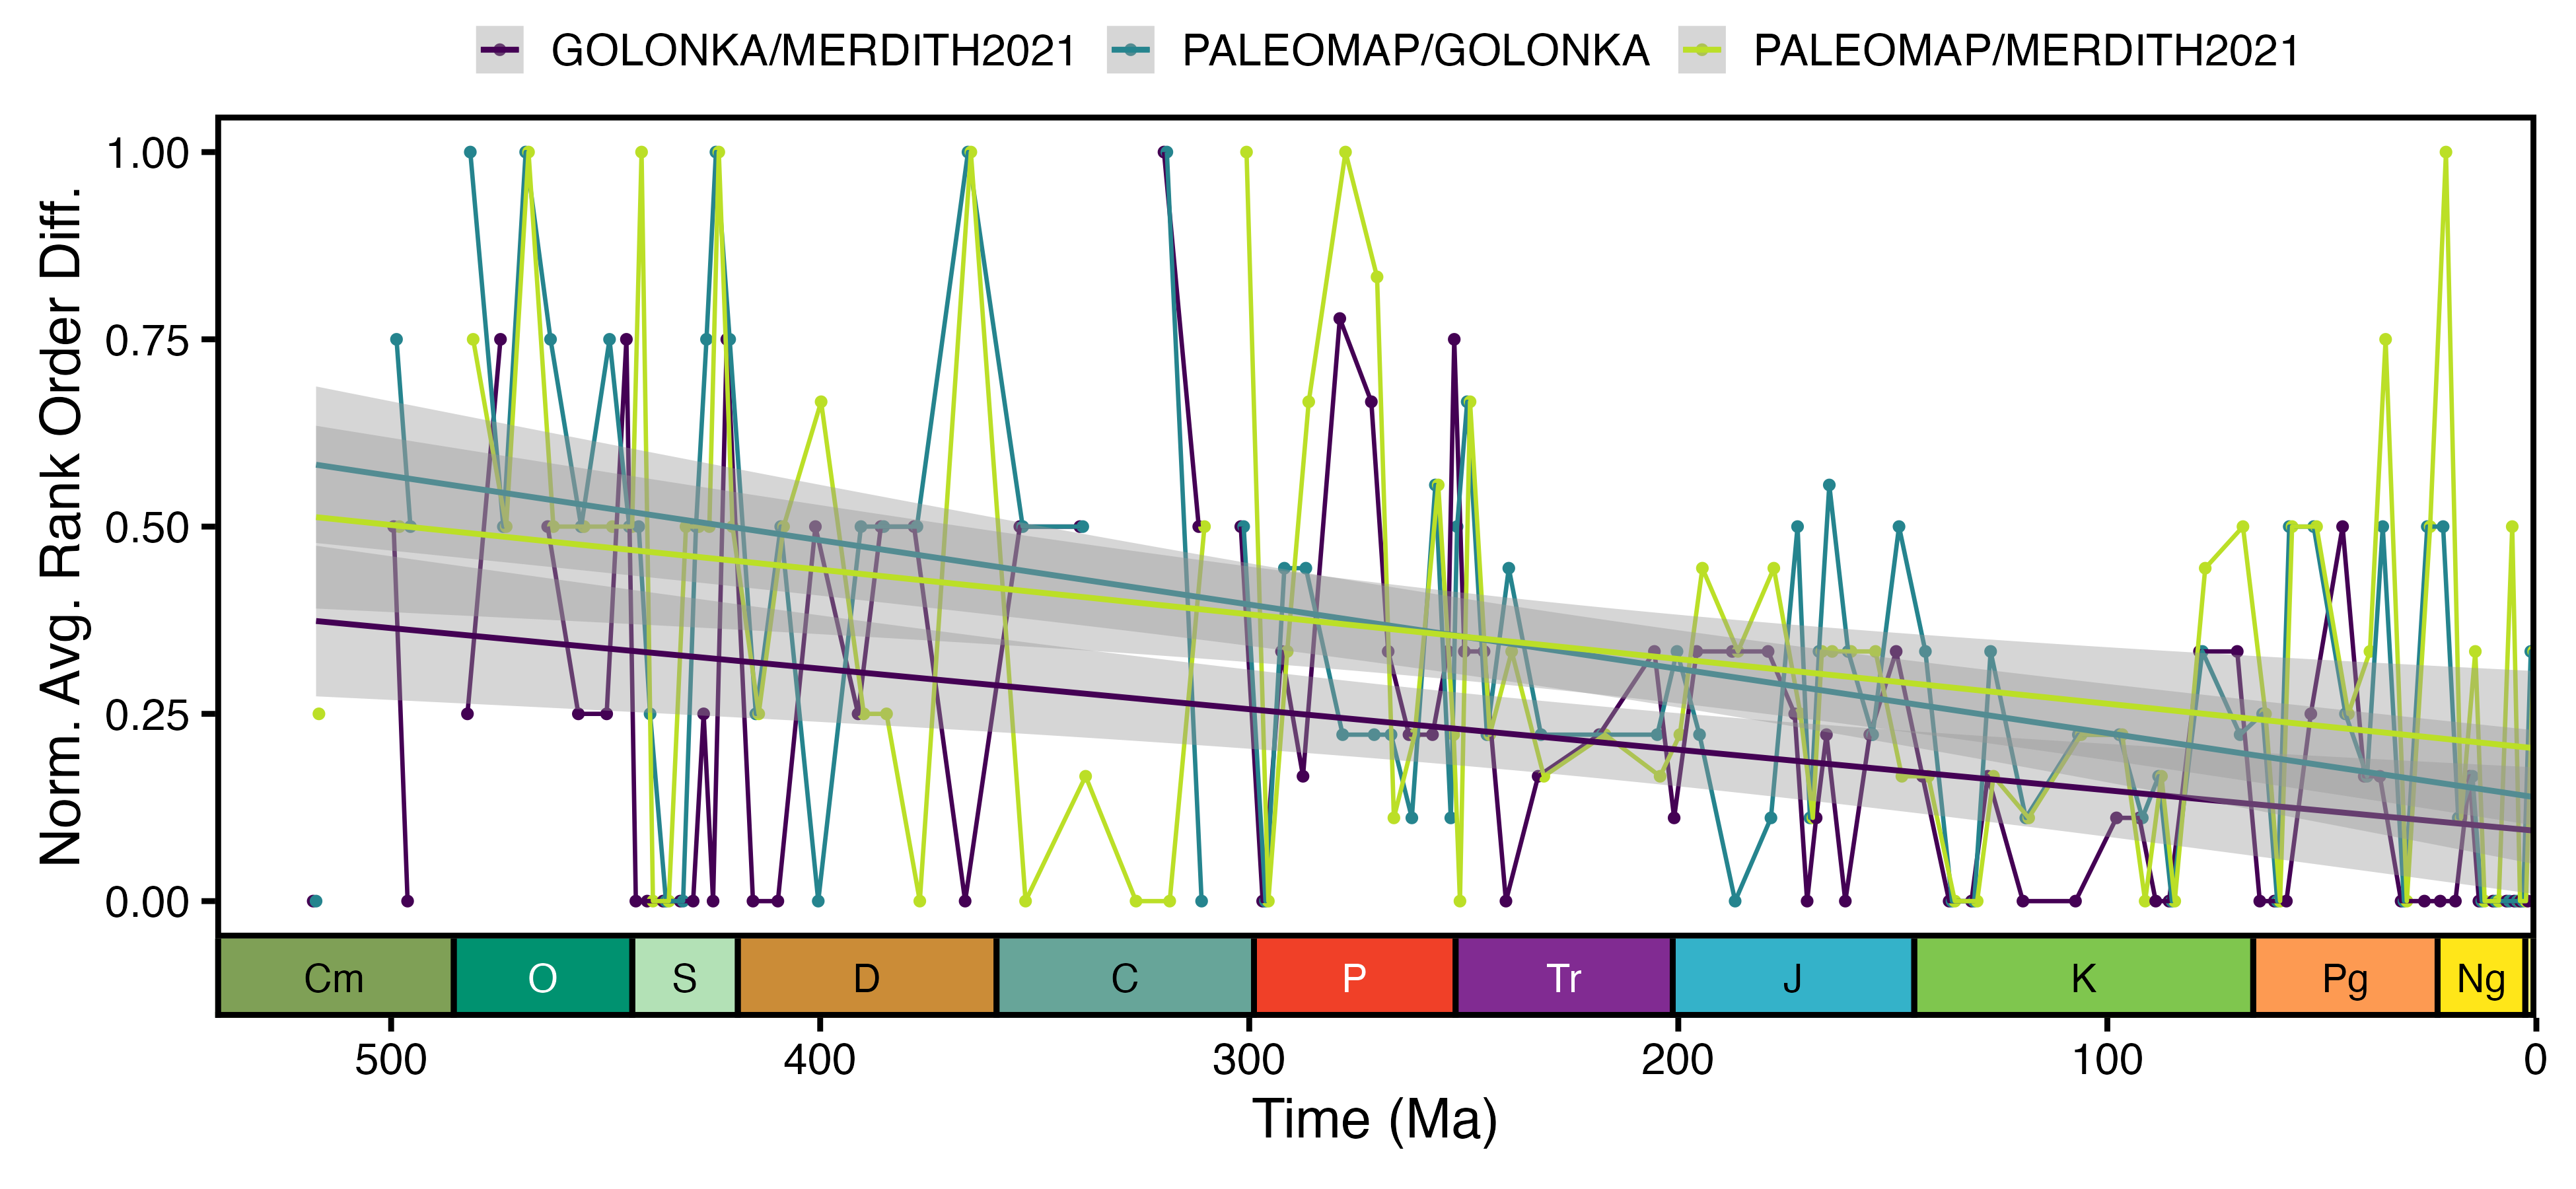 GOLONKA/MERDITH2021 PALEOMAP/GOLONKA PALEOMAP/MERDITH2021
Norm. Avg. Rank Order Diff.
1.00
0.75
0.50
0.25
0.00
Cm O S D C P Tr J K Pg Ng
500 400 300 200 100 0
Time (Ma)